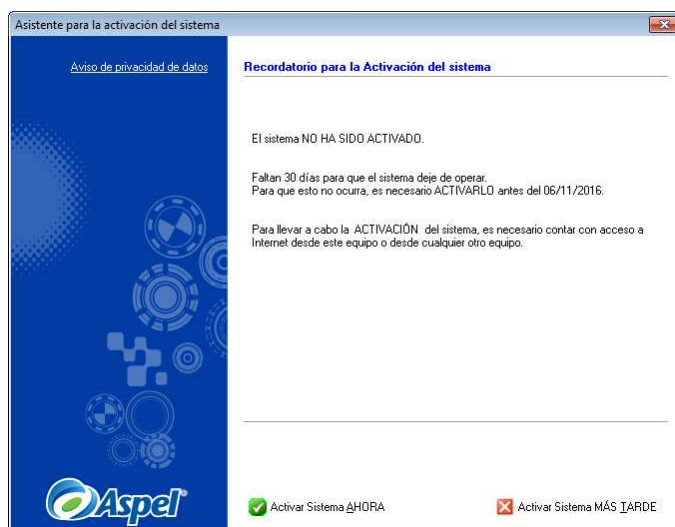 Asistente para la activación del sistema
Aviso de privacidad de datos
Recordatorio para la Activación del sistema
El sistema NO HA SIDO ACTIVADO.
Faltan 30 días para que el sistema deje de operar.
Para que esto no ocurra, es necesario ACTIVARLO antes del 06/11/2016.
Para llevar a cabo la ACTIVACIÓN del sistema, es necesario contar con acceso a
Internet desde este equipo o desde cualquier otro equipo.
Aspel®
Activar Sistema AHORA
Activar Sistema MÁS TARDE